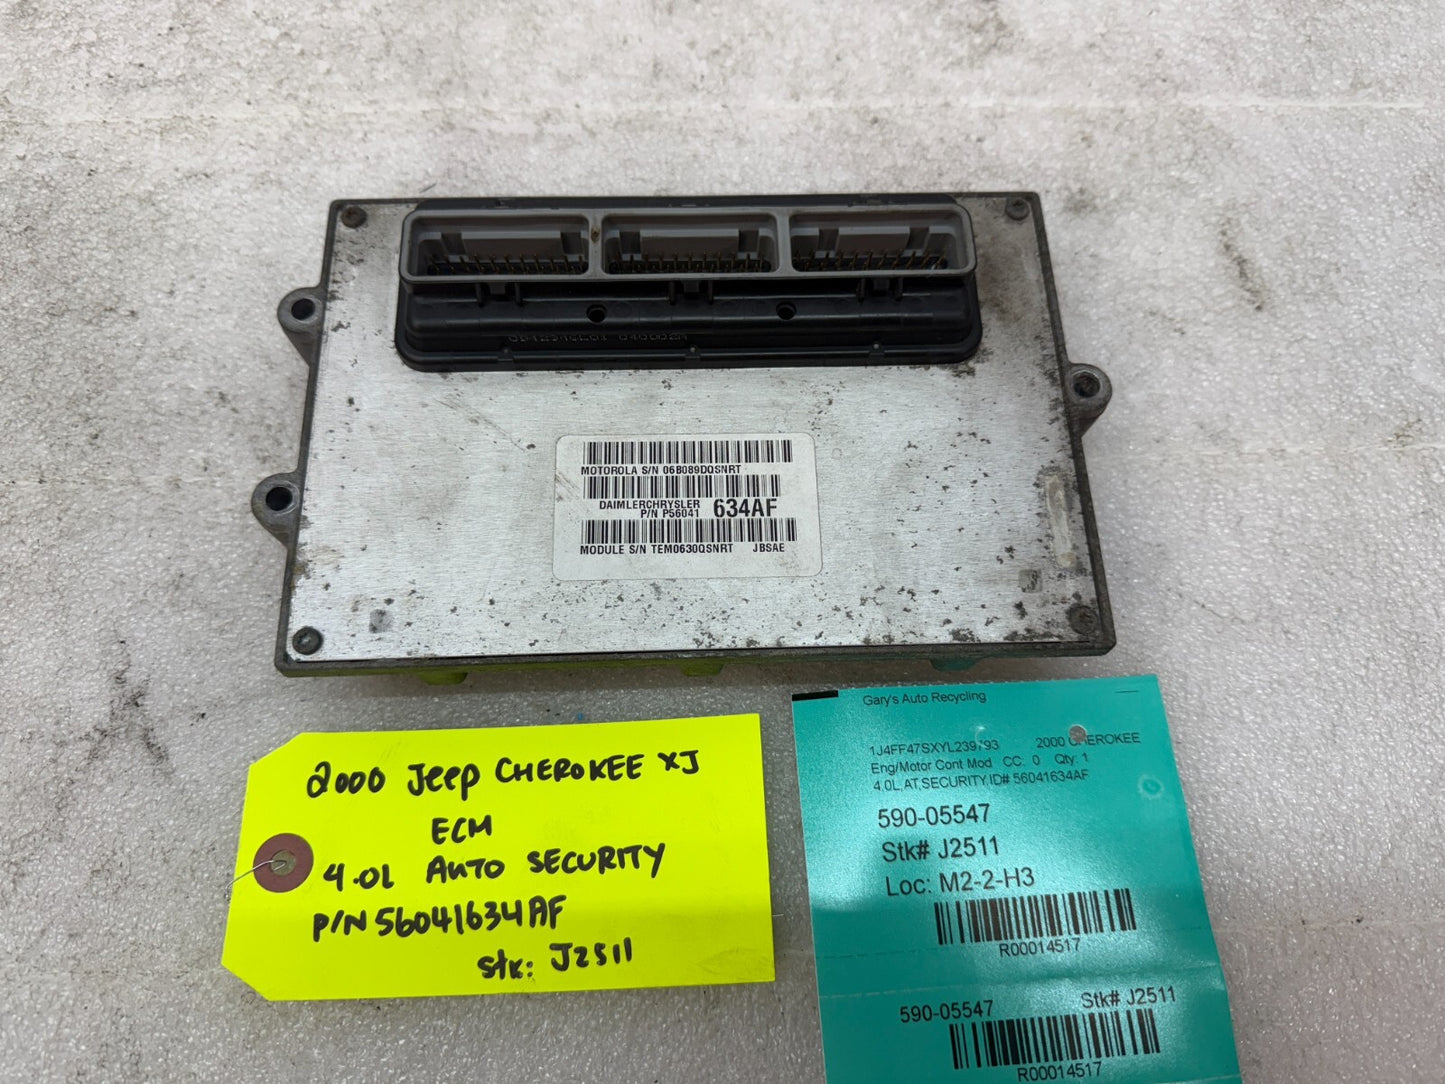 MOTOROLA S/N 06B089DQSNRT
DAIMLERCHRYSLER
P/N P56041 634AF
MODULE S/N TEM0630QSNRT JBSAE
2000 Jeep CHEROKEE XJ
ECM
4.0L AUTO SECURITY
P/N 56041634AF
Stk: J2511
Gary's Auto Recycling
1J4FF47SXYL239793 2000 CHEROKEE
Eng/Motor Cont Mod CC. 0 Qty: 1
4.0L,AT,SECURITY,ID# 56041634AF
590-05547
Stk# J2511
Loc: M2-2-H3
R00014517
590-05547 Stk# J2511
R00014517